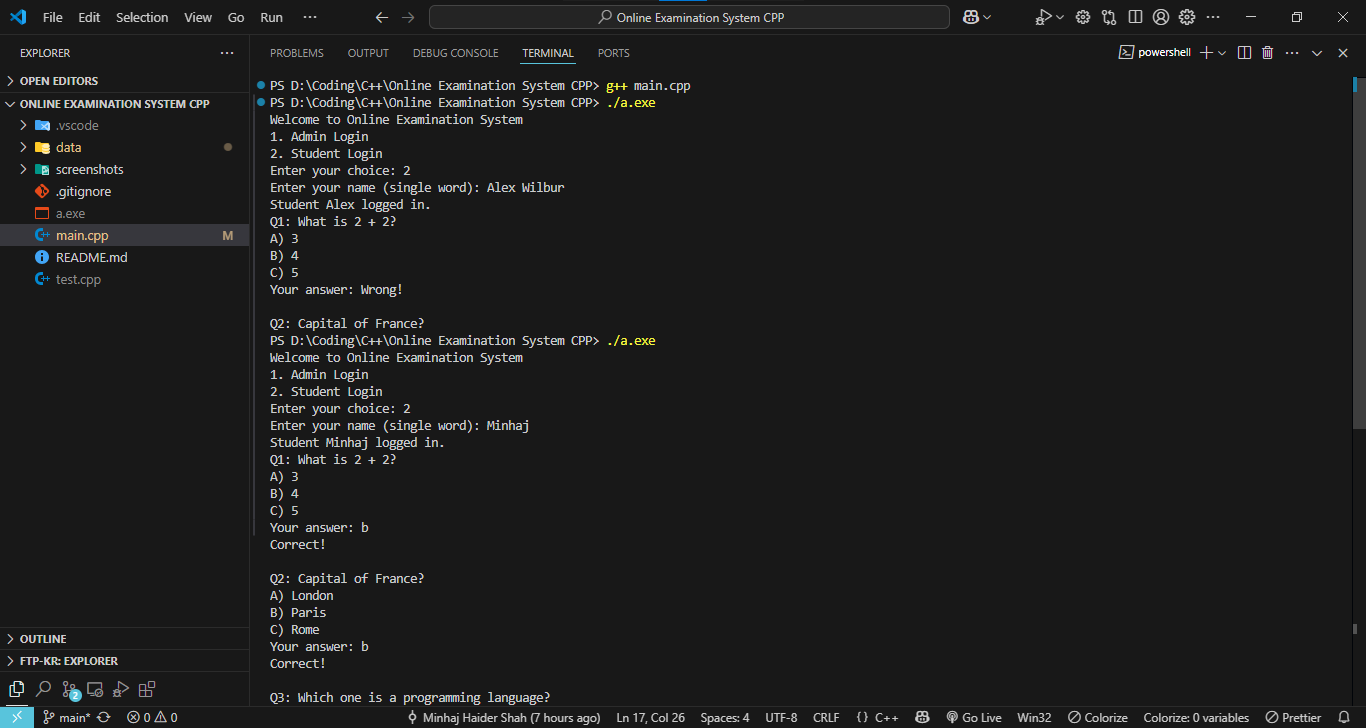 File Edit Selection View Go Run ··· Online Examination System CPP
EXPLORER ···
OPEN EDITORS
ONLINE EXAMINATION SYSTEM CPP
.vscode
data
screenshots
.gitignore
a.exe
main.cpp M
README.md
test.cpp
OUTLINE
FTP-KR: EXPLORER
2
PROBLEMS OUTPUT DEBUG CONSOLE TERMINAL PORTS powershell
PS D:\Coding\C++\Online Examination System CPP> g++ main.cpp
PS D:\Coding\C++\Online Examination System CPP> ./a.exe
Welcome to Online Examination System
1. Admin Login
2. Student Login
Enter your choice: 2
Enter your name (single word): Alex Wilbur
Student Alex logged in.
Q1: What is 2 + 2?
A) 3
B) 4
C) 5
Your answer: Wrong!
Q2: Capital of France?
PS D:\Coding\C++\Online Examination System CPP> ./a.exe
Welcome to Online Examination System
1. Admin Login
2. Student Login
Enter your choice: 2
Enter your name (single word): Minhaj
Student Minhaj logged in.
Q1: What is 2 + 2?
A) 3
B) 4
C) 5
Your answer: b
Correct!
Q2: Capital of France?
A) London
B) Paris
C) Rome
Your answer: b
Correct!
Q3: Which one is a programming language?
main* 0 0 Minhaj Haider Shah (7 hours ago) Ln 17, Col 26 Spaces: 4 UTF-8 CRLF {} C++ Go Live Win32 Colorize Colorize: 0 variables Prettier